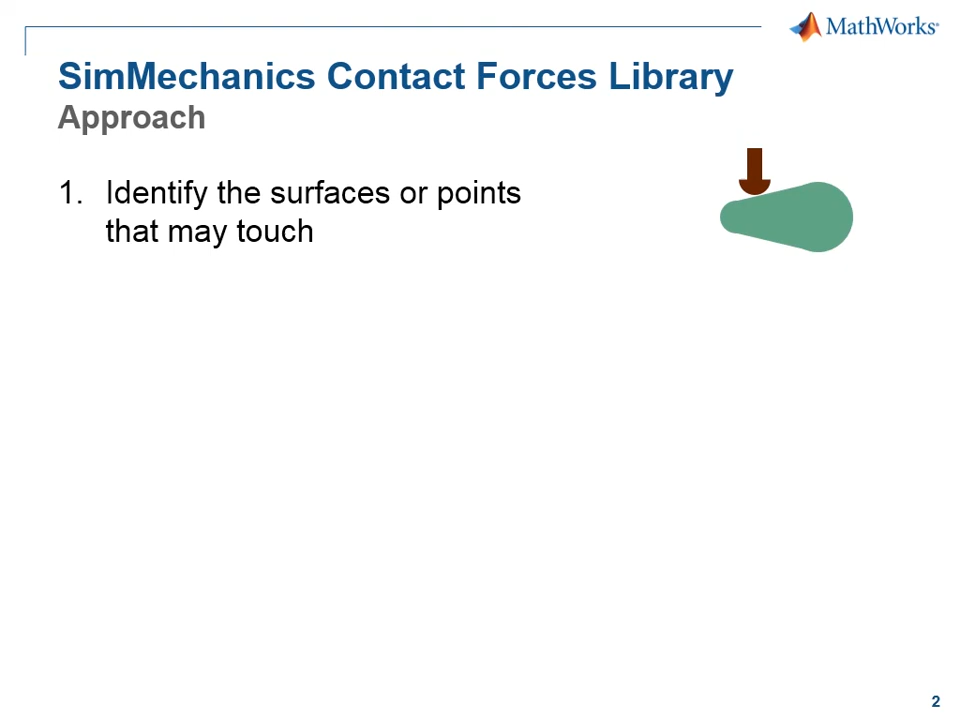 MathWorks®
SimMechanics Contact Forces Library
Approach
1. Identify the surfaces or points
that may touch
2